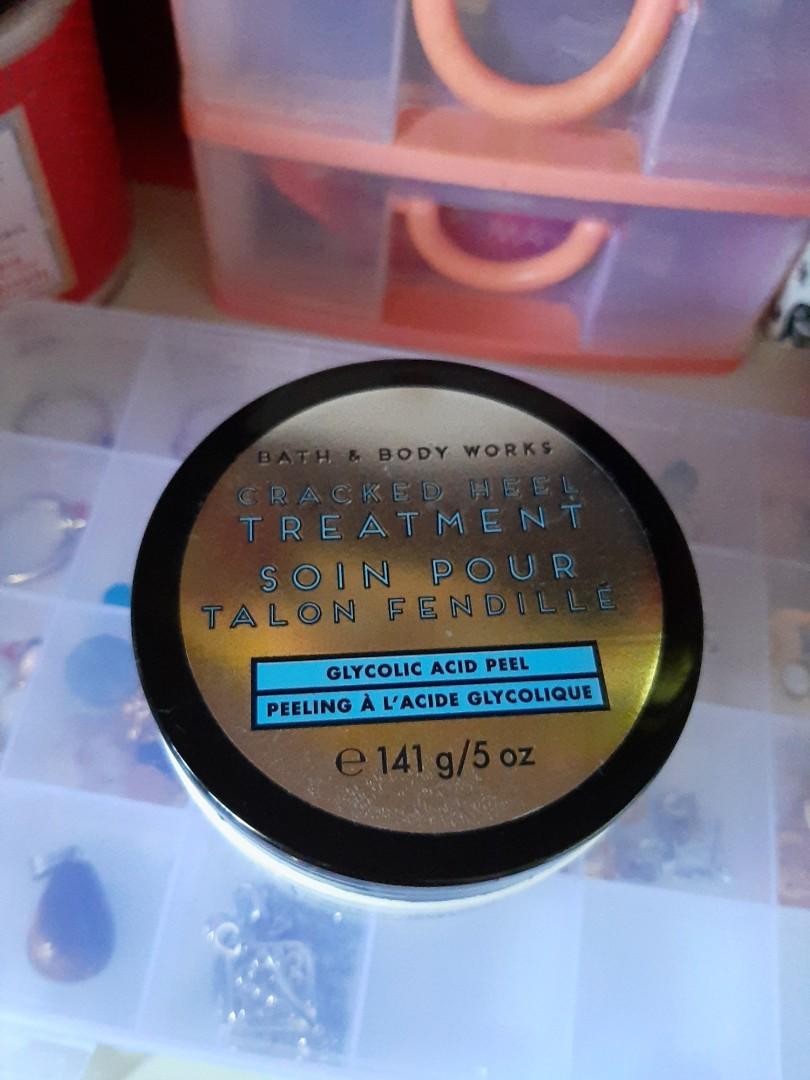 BATH & BODY WORKS
CRACKED HEEL
TREATMENT
SOIN POUR
TALON FENDILLÉ
GLYCOLIC ACID PEEL
PEELING À L'ACIDE GLYCOLIQUE
℮ 141 g/5 oz